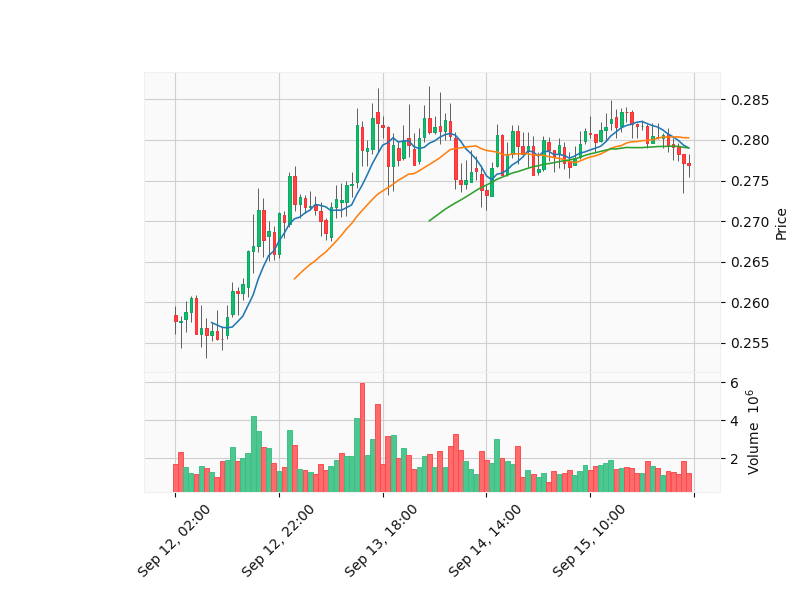 0.285
0.280
0.275
0.270
0.265
0.260
0.255
Price
6
4
2
Volume 10⁶
Sep 12, 02:00
Sep 12, 22:00
Sep 13, 18:00
Sep 14, 14:00
Sep 15, 10:00